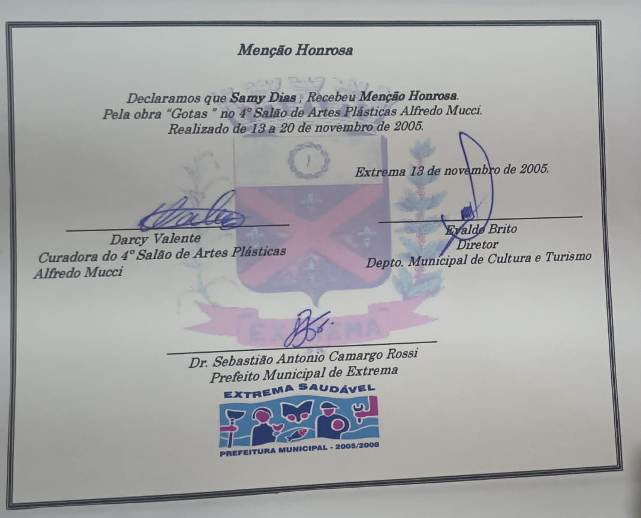 Menção Honrosa
Declaramos que Samy Dias , Recebeu Menção Honrosa.
Pela obra "Gotas " no 4º Salão de Artes Plásticas Alfredo Mucci.
Realizado de 13 a 20 de novembro de 2005.
Extrema 13 de novembro de 2005.
Darcy Valente
Curadora do 4º Salão de Artes Plásticas
Alfredo Mucci
Evaldo Brito
Diretor
Depto. Municipal de Cultura e Turismo
EXTREMA
Dr. Sebastião Antonio Camargo Rossi
Prefeito Municipal de Extrema
EXTREMA SAUDÁVEL
PREFEITURA MUNICIPAL - 2005/2008